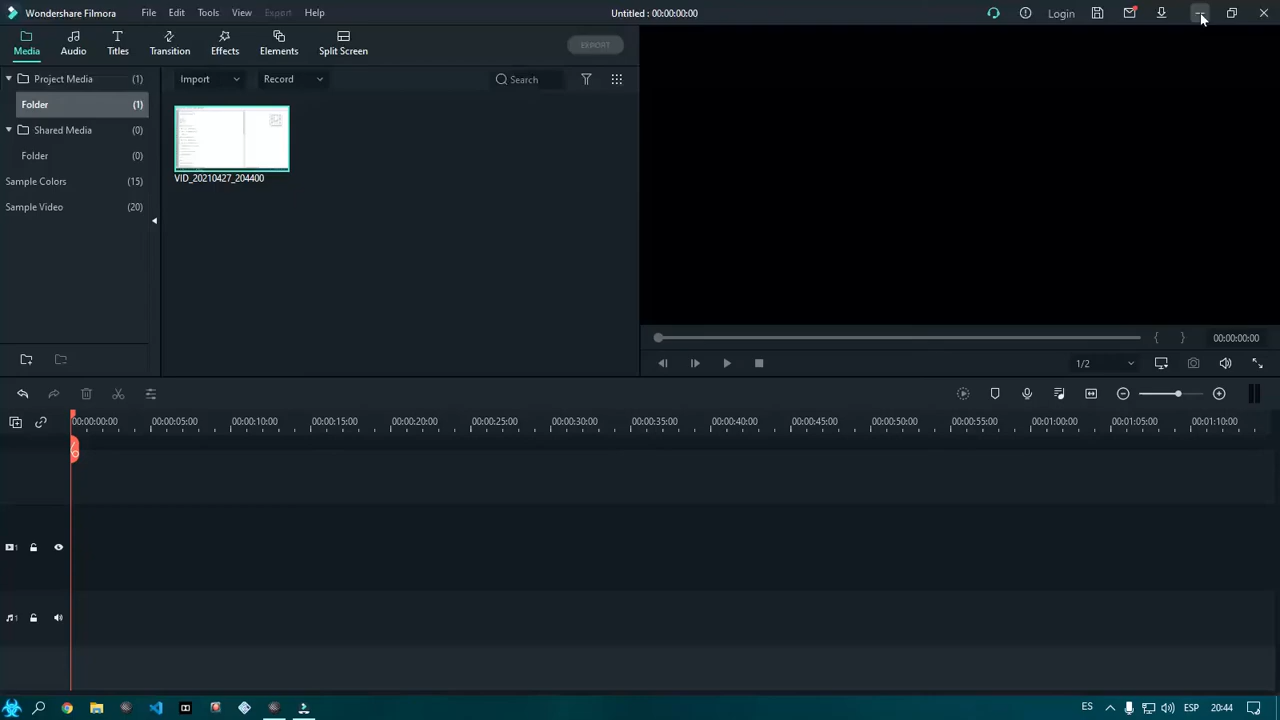 Wondershare Filmora File Edit Tools View Export Help Untitled : 00:00:00:00 Login
Media Audio Titles Transition Effects Elements Split Screen EXPORT
Project Media (1) Import Record Search
Folder (1)
Shared Media (0)
Folder (0)
Sample Colors (15)
Sample Video (20)
VID_20210427_204400
{ } 00:00:00:00
1/2
00:00:00:00 00:00:05:00 00:00:10:00 00:00:15:00 00:00:20:00 00:00:25:00 00:00:30:00 00:00:35:00 00:00:40:00 00:00:45:00 00:00:50:00 00:00:55:00 00:01:00:00 00:01:05:00 00:01:10:00
1
1
ES ESP 20:44